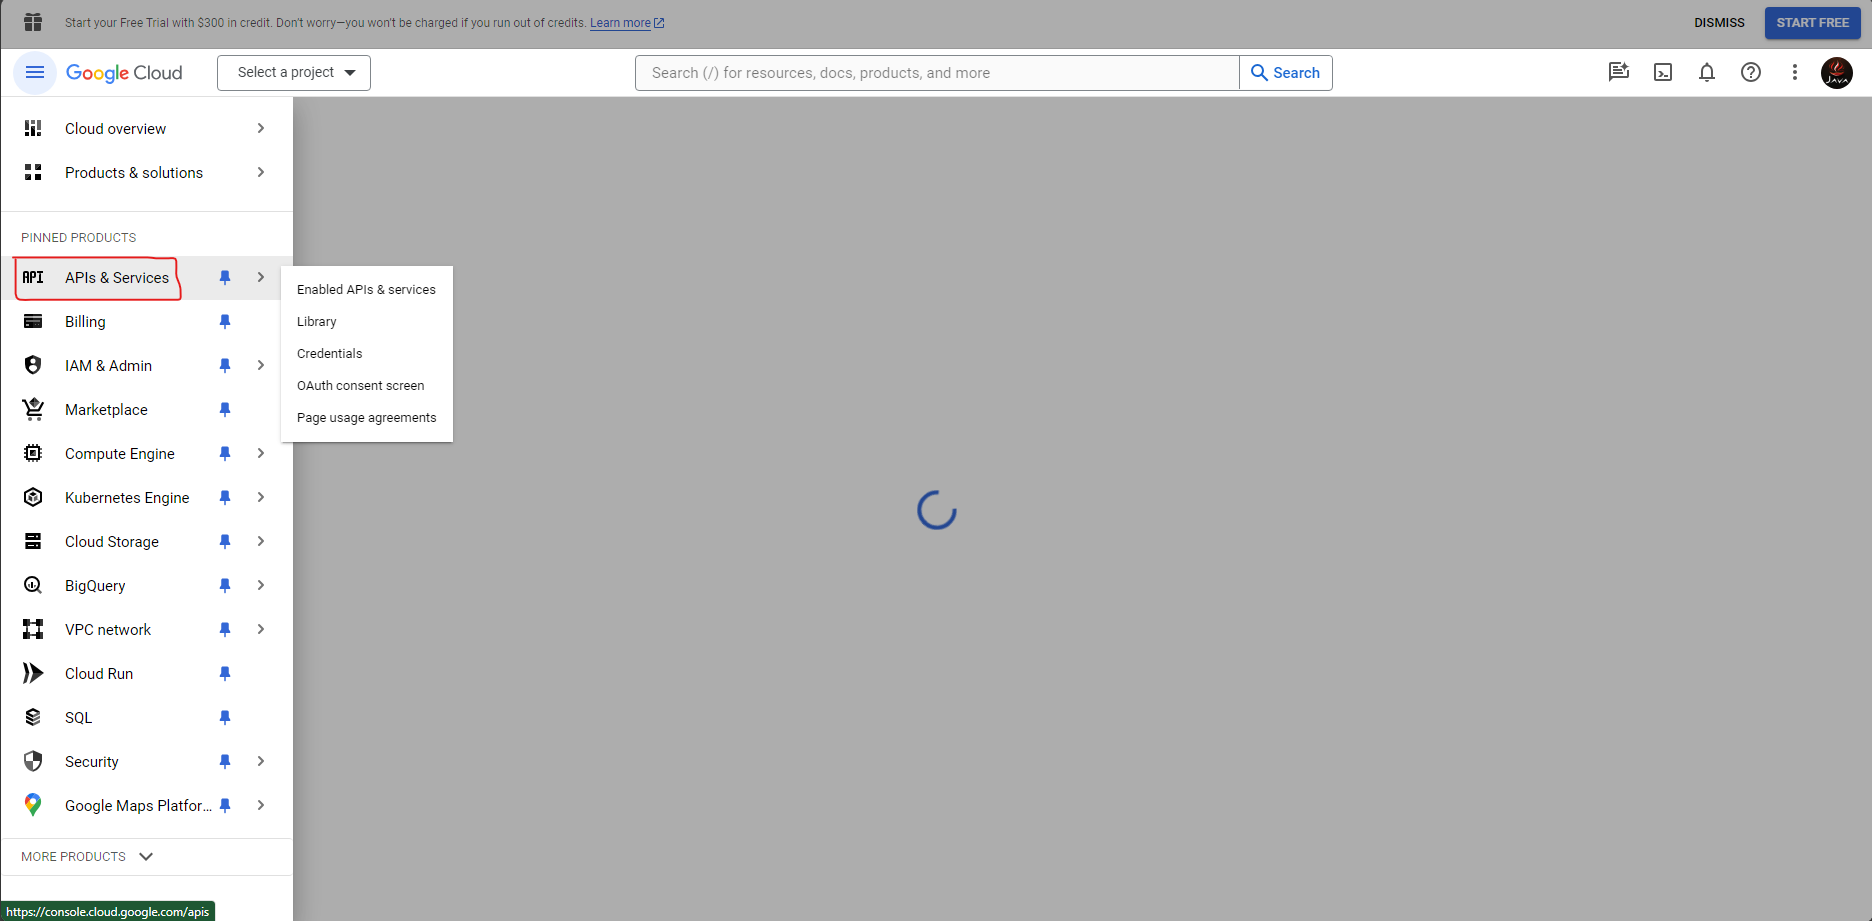 Start your Free Trial with $300 in credit. Don't worry—you won't be charged if you run out of credits. Learn more
DISMISS
START FREE
Google Cloud
Select a project
Search (/) for resources, docs, products, and more
Search
JAVA
Cloud overview
Products & solutions
PINNED PRODUCTS
API APIs & Services
Enabled APIs & services
Library
Credentials
OAuth consent screen
Page usage agreements
Billing
IAM & Admin
Marketplace
Compute Engine
Kubernetes Engine
Cloud Storage
BigQuery
VPC network
Cloud Run
SQL
Security
Google Maps Platfor...
MORE PRODUCTS
https://console.cloud.google.com/apis